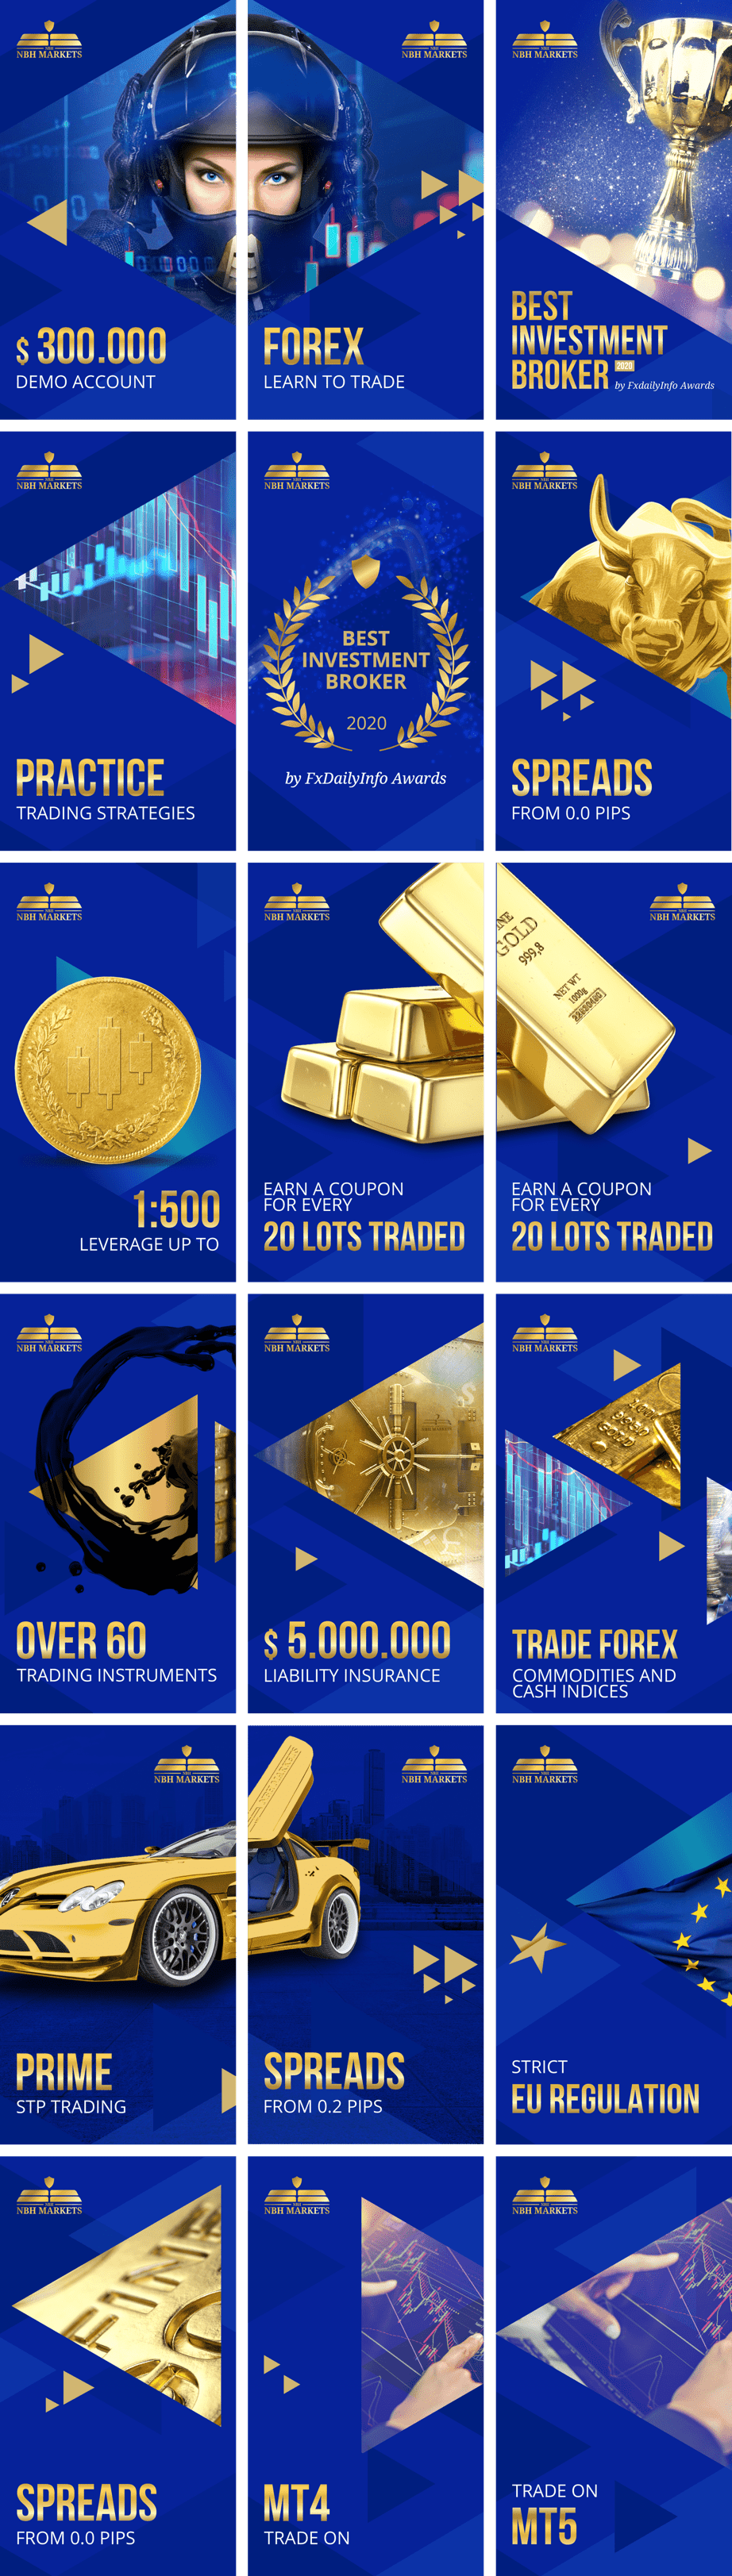 NBH MARKETS
$ 300.000
DEMO ACCOUNT
NBH MARKETS
FOREX
LEARN TO TRADE
NBH MARKETS
BEST
INVESTMENT
BROKER 2020
by FxdailyInfo Awards
NBH MARKETS
PRACTICE
TRADING STRATEGIES
NBH MARKETS
BEST
INVESTMENT
BROKER
2020
by FxDailyInfo Awards
NBH MARKETS
SPREADS
FROM 0.0 PIPS
NBH MARKETS
1:500
LEVERAGE UP TO
NBH MARKETS
EARN A COUPON
FOR EVERY
20 LOTS TRADED
NBH MARKETS
INE
GOLD
999,8
NET WT
1000g
EARN A COUPON
FOR EVERY
20 LOTS TRADED
NBH MARKETS
OVER 60
TRADING INSTRUMENTS
NBH MARKETS
$ 5.000.000
LIABILITY INSURANCE
NBH MARKETS
TRADE FOREX
COMMODITIES AND
CASH INDICES
NBH MARKETS
PRIME
STP TRADING
NBH MARKETS
SPREADS
FROM 0.2 PIPS
NBH MARKETS
STRICT
EU REGULATION
NBH MARKETS
SPREADS
FROM 0.0 PIPS
NBH MARKETS
MT4
TRADE ON
NBH MARKETS
TRADE ON
MT5